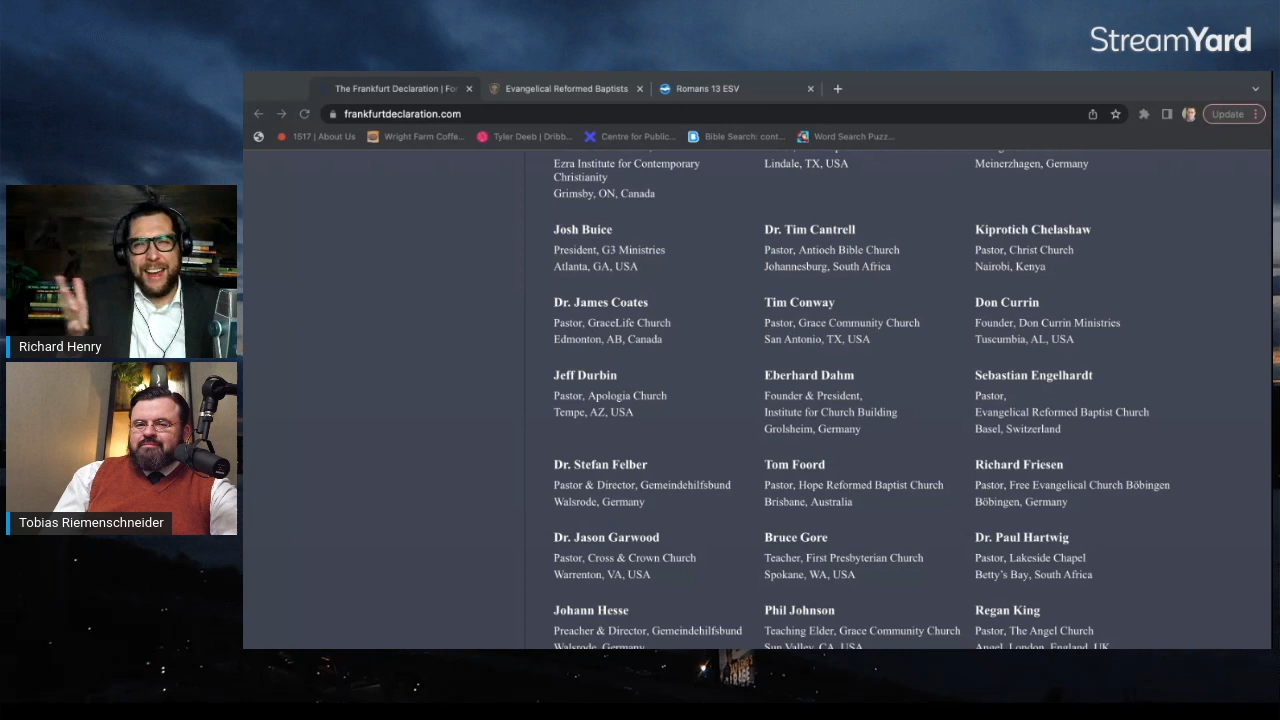 StreamYard
The Frankfurt Declaration | For
Evangelical Reformed Baptists
Romans 13 ESV
frankfurtdeclaration.com
Update
1517 | About Us
Wright Farm Coffe...
Tyler Deeb | Dribb...
Centre for Public...
Bible Search: cont...
Word Search Puzz...
Ezra Institute for Contemporary
Christianity
Grimsby, ON, Canada
Lindale, TX, USA
Meinerzhagen, Germany
Josh Buice
President, G3 Ministries
Atlanta, GA, USA
Dr. Tim Cantrell
Pastor, Antioch Bible Church
Johannesburg, South Africa
Kiprotich Chelashaw
Pastor, Christ Church
Nairobi, Kenya
Dr. James Coates
Pastor, GraceLife Church
Edmonton, AB, Canada
Tim Conway
Pastor, Grace Community Church
San Antonio, TX, USA
Don Currin
Founder, Don Currin Ministries
Tuscumbia, AL, USA
Jeff Durbin
Pastor, Apologia Church
Tempe, AZ, USA
Eberhard Dahm
Founder & President,
Institute for Church Building
Grolsheim, Germany
Sebastian Engelhardt
Pastor,
Evangelical Reformed Baptist Church
Basel, Switzerland
Dr. Stefan Felber
Pastor & Director, Gemeindehilfsbund
Walsrode, Germany
Tom Foord
Pastor, Hope Reformed Baptist Church
Brisbane, Australia
Richard Friesen
Pastor, Free Evangelical Church Böbingen
Böbingen, Germany
Dr. Jason Garwood
Pastor, Cross & Crown Church
Warrenton, VA, USA
Bruce Gore
Teacher, First Presbyterian Church
Spokane, WA, USA
Dr. Paul Hartwig
Pastor, Lakeside Chapel
Betty's Bay, South Africa
Johann Hesse
Preacher & Director, Gemeindehilfsbund
Walsrode, Germany
Phil Johnson
Teaching Elder, Grace Community Church
Sun Valley, CA, USA
Regan King
Pastor, The Angel Church
Angel, London, England, UK
Richard Henry
Tobias Riemenschneider